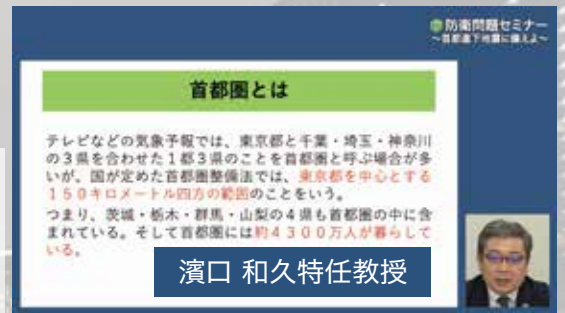 防衛問題セミナー
~首都直下地震に備えよ~
首都圏とは
テレビなどの気象予報では、東京都と千葉・埼玉・神奈川
の3県を合わせた1都3県のことを首都圏と呼ぶ場合が多
いが、国が定めた首都圏整備法では、東京都を中心とする
150キロメートル四方の範囲のことをいう。
つまり、茨城・栃木・群馬・山梨の4県も首都圏の中に含
まれている。そして首都圏には約4300万人が暮らして
いる。
濱口 和久特任教授